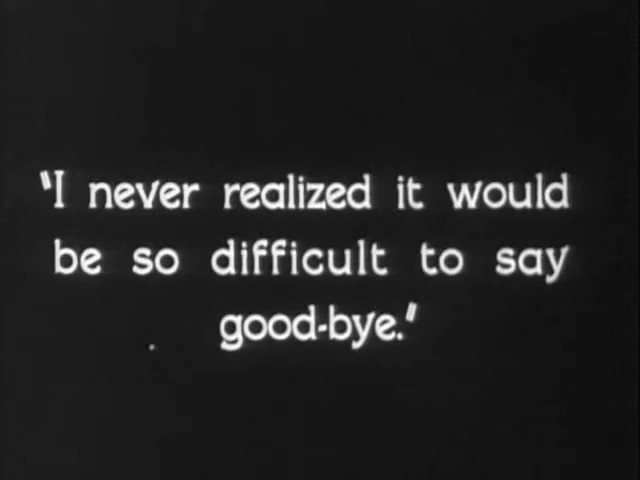 "I never realized it would
be so difficult to say
good-bye."